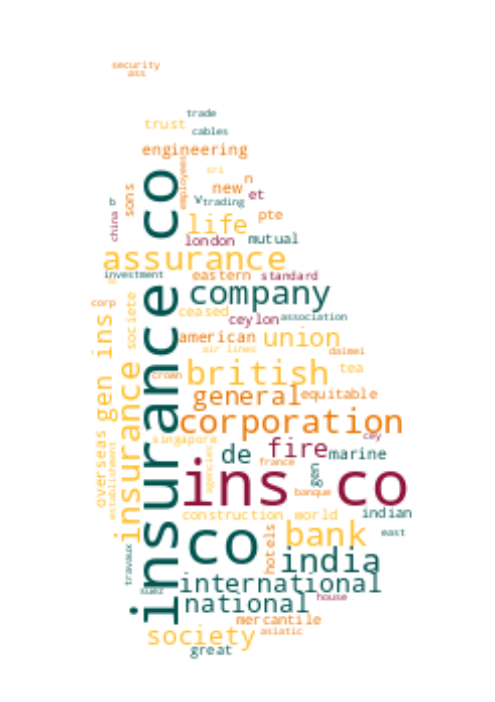 security
ass
trade
trust
cables
engineering
employees
sri
n
new
et
sons
b
v
trading
pte
china
life
co
london
mutual
assurance
investment
eastern
standard
company
corp
societe
ceased
ceylon
association
american
union
air lines
daimei
gen ins
crown
british
tea
general
equitable
insurance
corporation
singapore
cey
de
fire
marine
overseas
establishment
agencies
france
gen
ins co
banque
indian
construction
world
insurance co
co
bank
east
hotels
india
travaux
international
suez
national
house
mercantile
society
asiatic
great